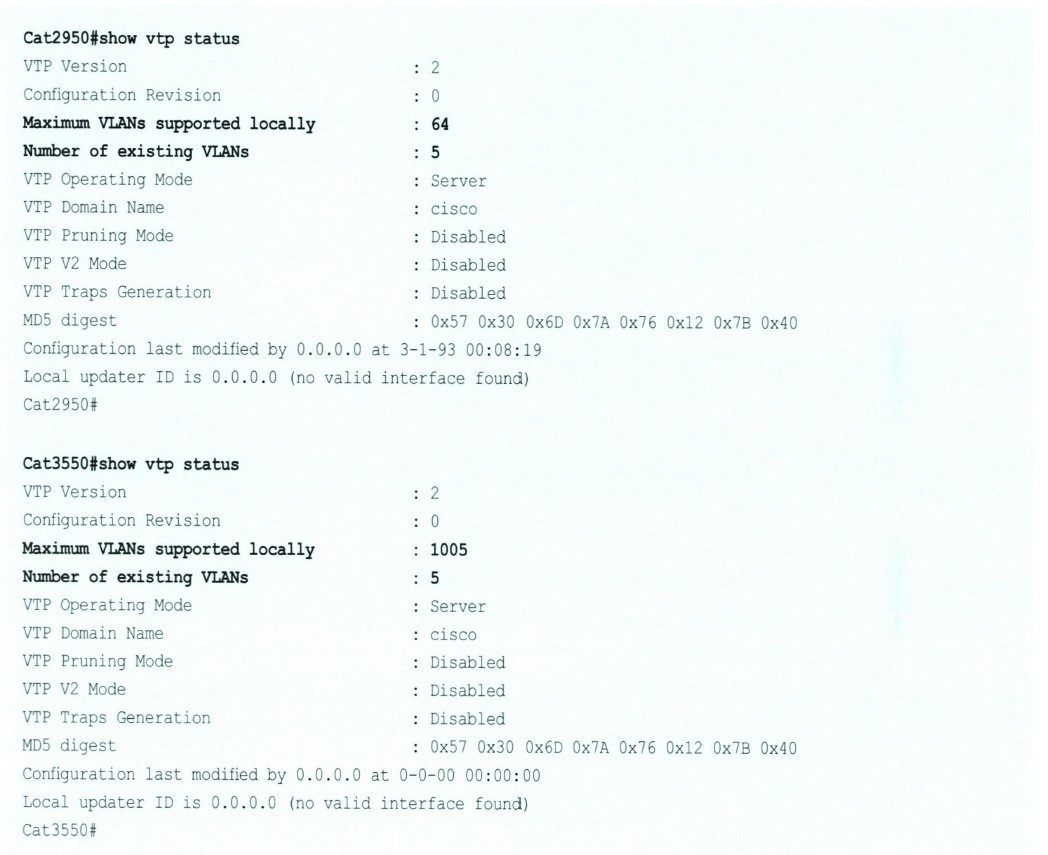 Cat2950#show vtp status
VTP Version : 2
Configuration Revision : 0
Maximum VLANs supported locally : 64
Number of existing VLANs : 5
VTP Operating Mode : Server
VTP Domain Name : cisco
VTP Pruning Mode : Disabled
VTP V2 Mode : Disabled
VTP Traps Generation : Disabled
MD5 digest : 0x57 0x30 0x6D 0x7A 0x76 0x12 0x7B 0x40
Configuration last modified by 0.0.0.0 at 3-1-93 00:08:19
Local updater ID is 0.0.0.0 (no valid interface found)
Cat2950#
Cat3550#show vtp status
VTP Version : 2
Configuration Revision : 0
Maximum VLANs supported locally : 1005
Number of existing VLANs : 5
VTP Operating Mode : Server
VTP Domain Name : cisco
VTP Pruning Mode : Disabled
VTP V2 Mode : Disabled
VTP Traps Generation : Disabled
MD5 digest : 0x57 0x30 0x6D 0x7A 0x76 0x12 0x7B 0x40
Configuration last modified by 0.0.0.0 at 0-0-00 00:00:00
Local updater ID is 0.0.0.0 (no valid interface found)
Cat3550#